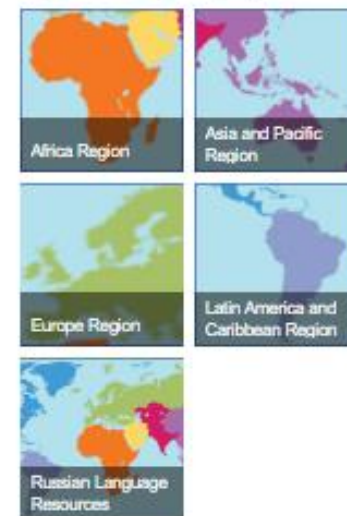 Africa Region
Asia and Pacific
Region
Europe Region
Latin America and
Caribbean Region
Russian Language
Resources